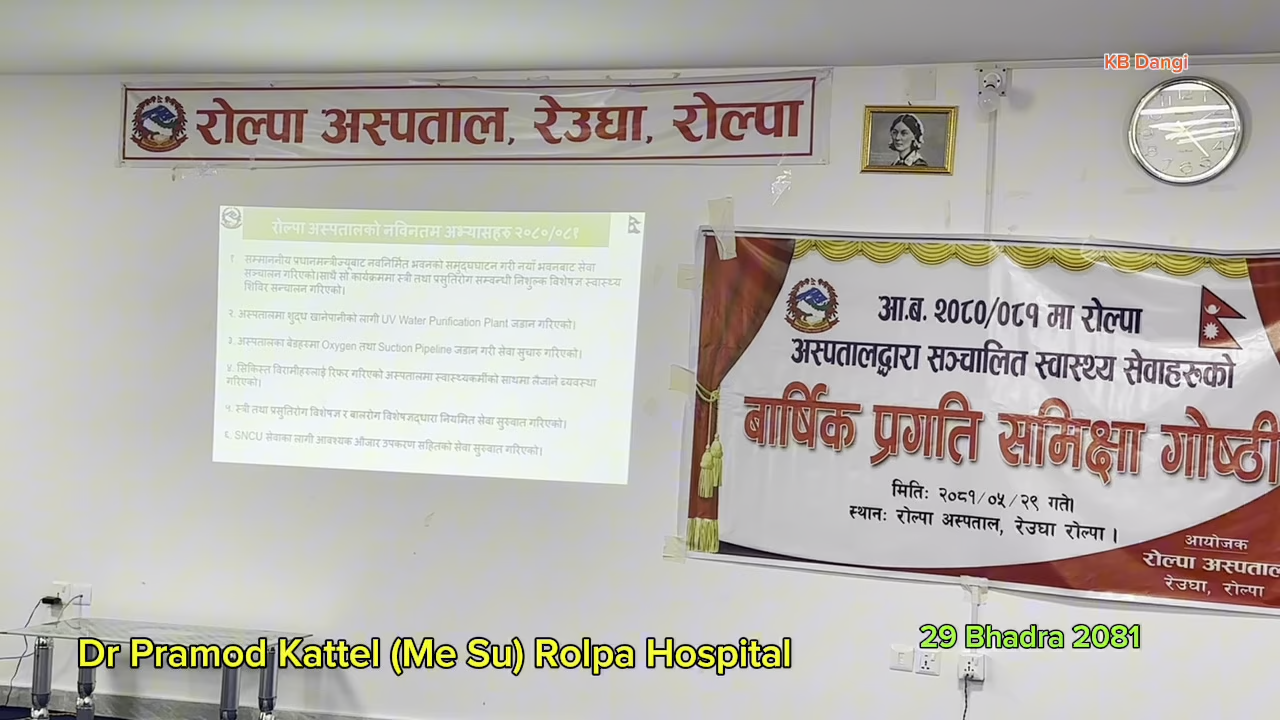 KB Dangi
रोल्पा अस्पताल, रेउघा, रोल्पा
रोल्पा अस्पतालको नविनतम अभ्यासहरु २०८०/०८१
१ सम्माननीय प्रधानमन्त्रीज्यूबाट नवनिर्मित भवनको समुद्घघाटन गरी नयाँ भवनबाट सेवा
सन्चालन गरिएको।साथै सो कार्यक्रममा स्त्री तथा प्रसुतिरोग सम्वन्धी निशुल्क विशेषज्ञ स्वास्थ्य
शिविर सन्चालन गरिएको।
२. अस्पतालमा शुद्ध खानेपानीको लागी UV Water Purification Plant जडान गरिएको।
३. अस्पतालका बेडहरुमा Oxygen तथा Suction Pipeline जडान गरी सेवा सुचारु गरिएको।
४. सिकिस्त विरामीहरुलाई रिफर गरिएको अस्पतालमा स्वास्थ्यकर्मीको साथमा लैजाने व्यवस्था
गरिएको।
५. स्त्री तथा प्रसुतिरोग विशेषज्ञ र बालरोग विशेषज्ञद्धारा नियमित सेवा सुरुवात गरिएको।
६. SNCU सेवाका लागी आवश्यक औजार उपकरण सहितको सेवा सुरुवात गरिएको।
आ.ब. २०८०/०८१ मा रोल्पा
अस्पतालद्वारा सञ्चालित स्वास्थ्य सेवाहरुको
बार्षिक प्रगति समिक्षा गोष्ठी
मितिः २०८१/०५/२९ गते।
स्थानः रोल्पा अस्पताल, रेउघा रोल्पा ।
आयोजक
रोल्पा अस्पताल
रेउघा, रोल्पा
Dr Pramod Kattel (Me Su) Rolpa Hospital
29 Bhadra 2081